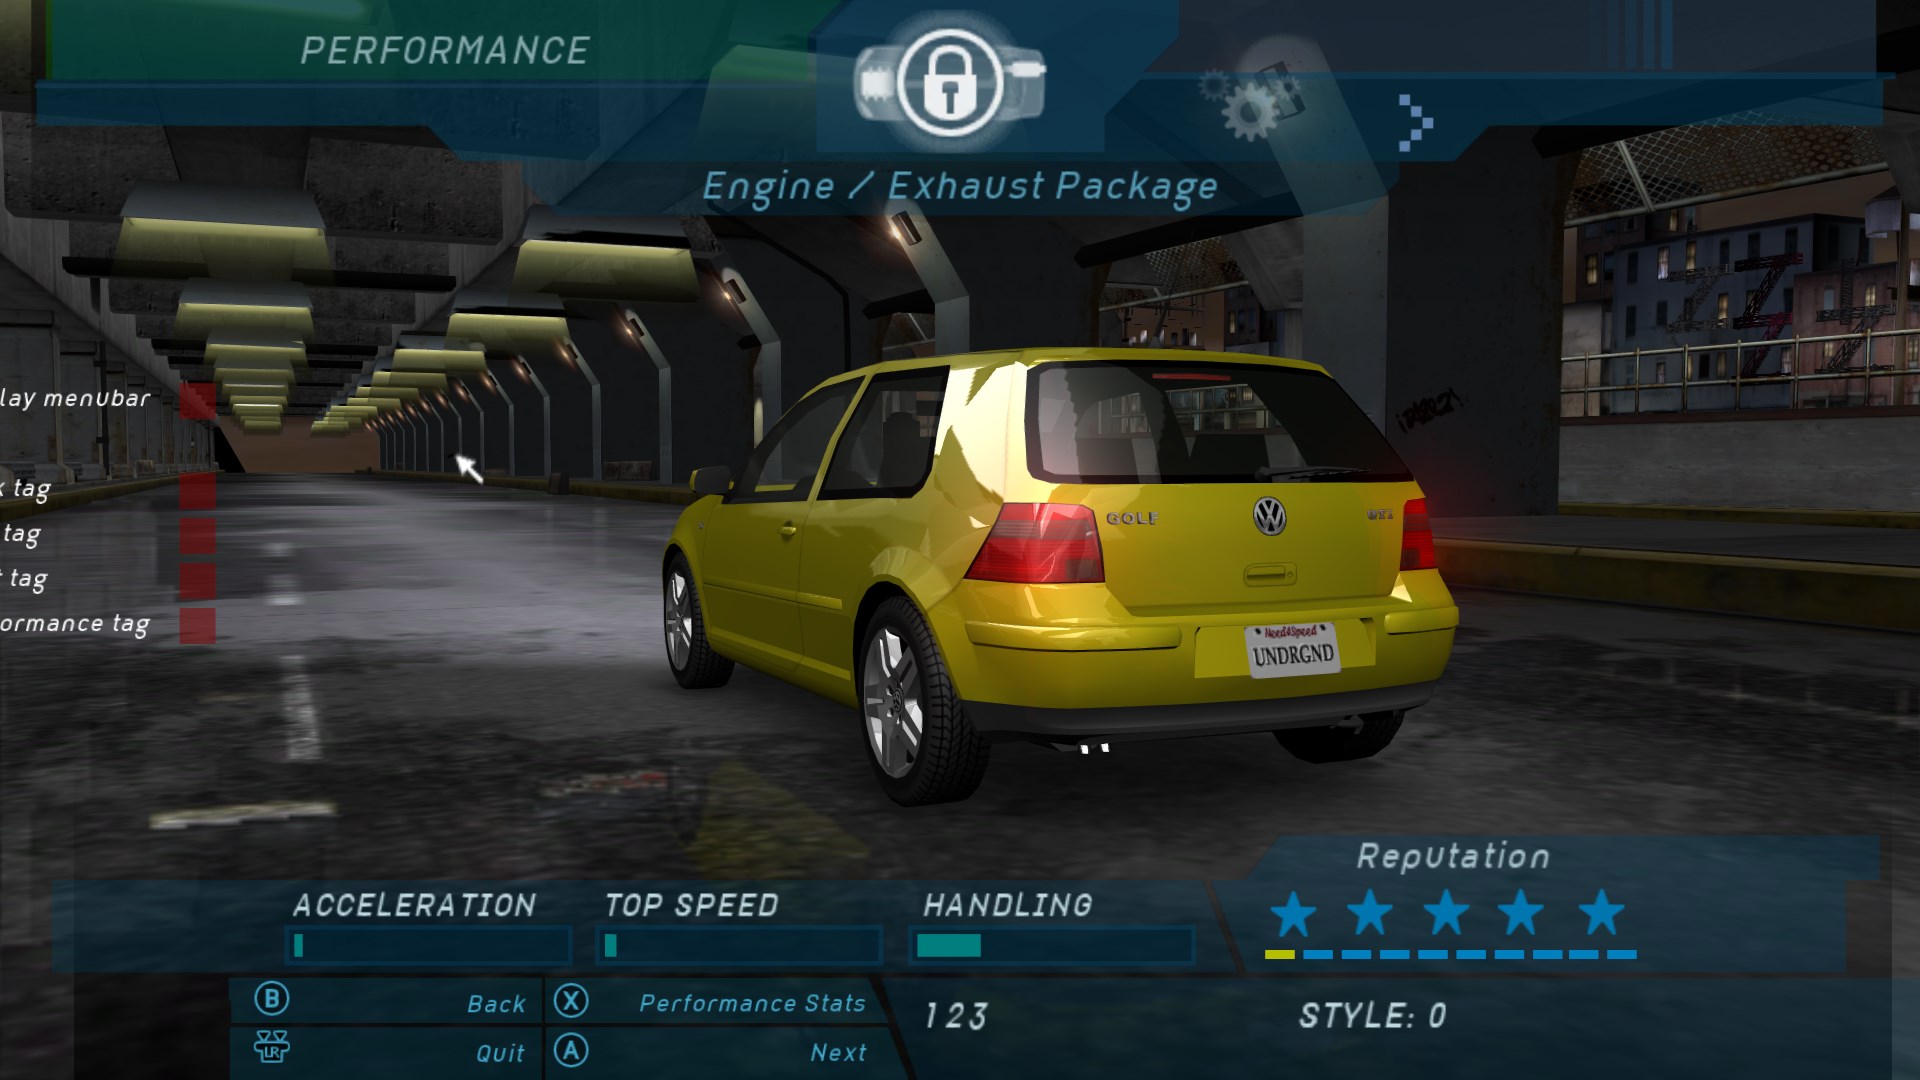 PERFORMANCE
Engine / Exhaust Package
lay menubar
k tag
tag
tag
ormance tag
GOLF
GTI
Need4Speed
UNDRGND
Reputation
ACCELERATION
TOP SPEED
HANDLING
B Back
X Performance Stats
123
STYLE: 0
LR Quit
A Next